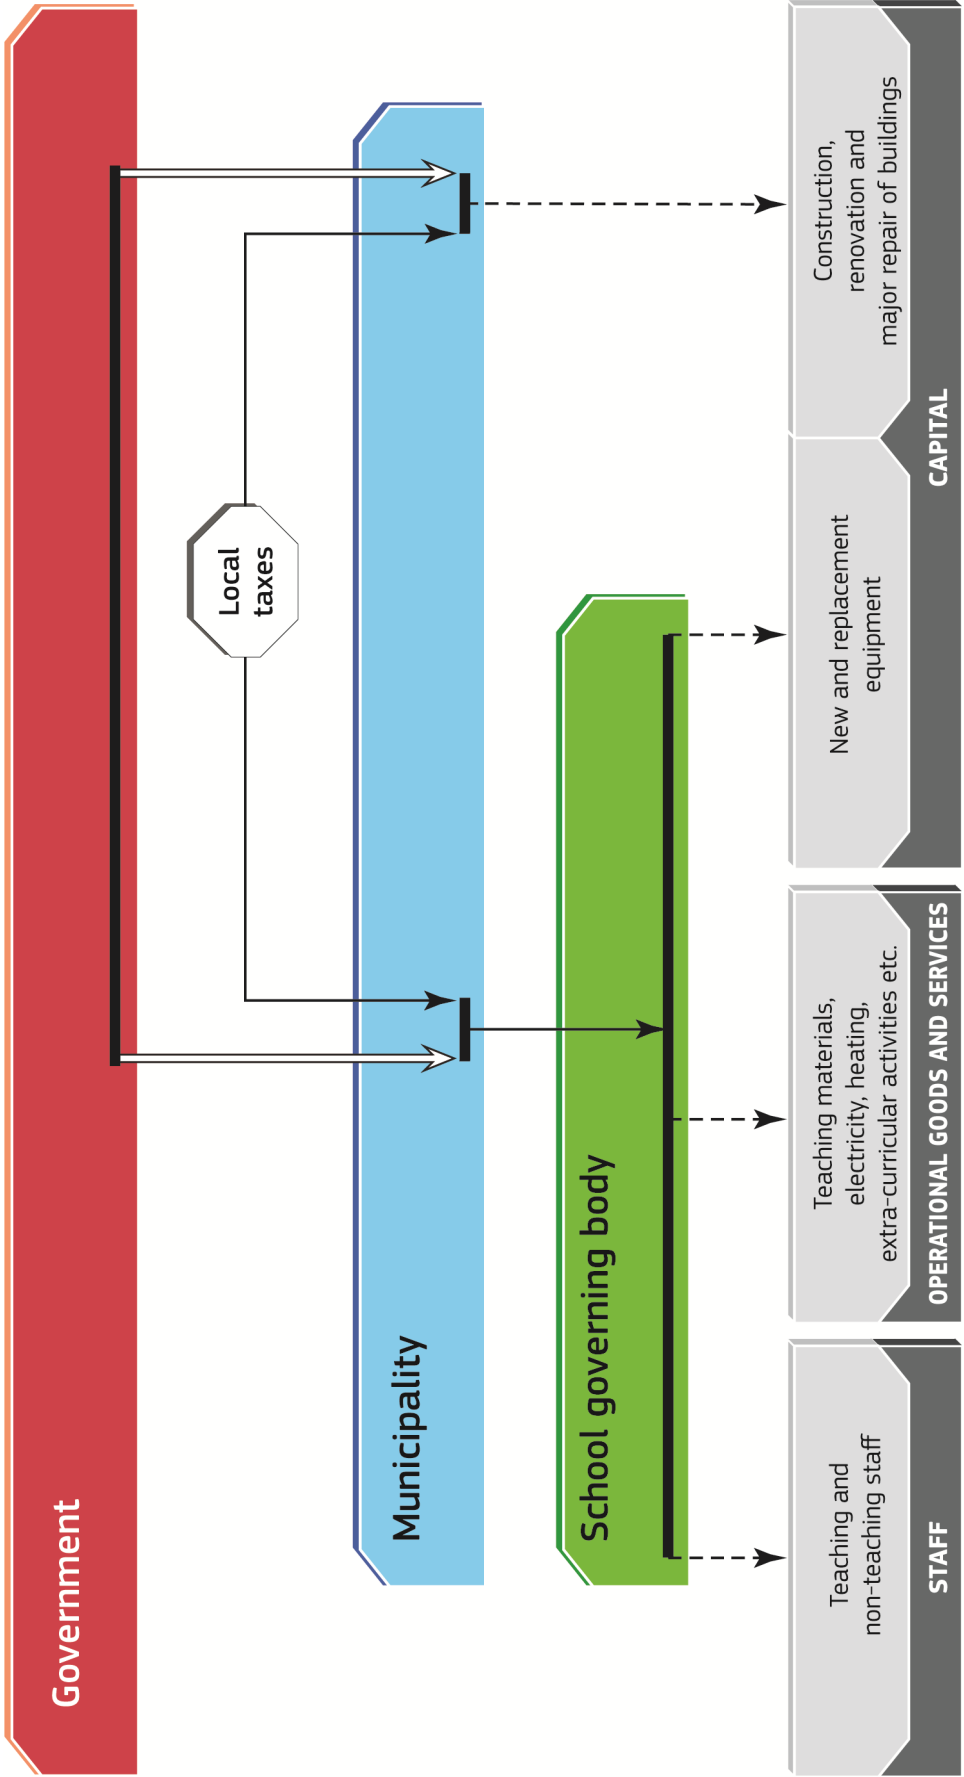 Government
Local
taxes
Municipality
School governing body
Teaching and
non-teaching staff
STAFF
Teaching materials,
electricity, heating,
extra-curricular activities etc.
OPERATIONAL GOODS AND SERVICES
New and replacement
equipment
Construction,
renovation and
major repair of buildings
CAPITAL